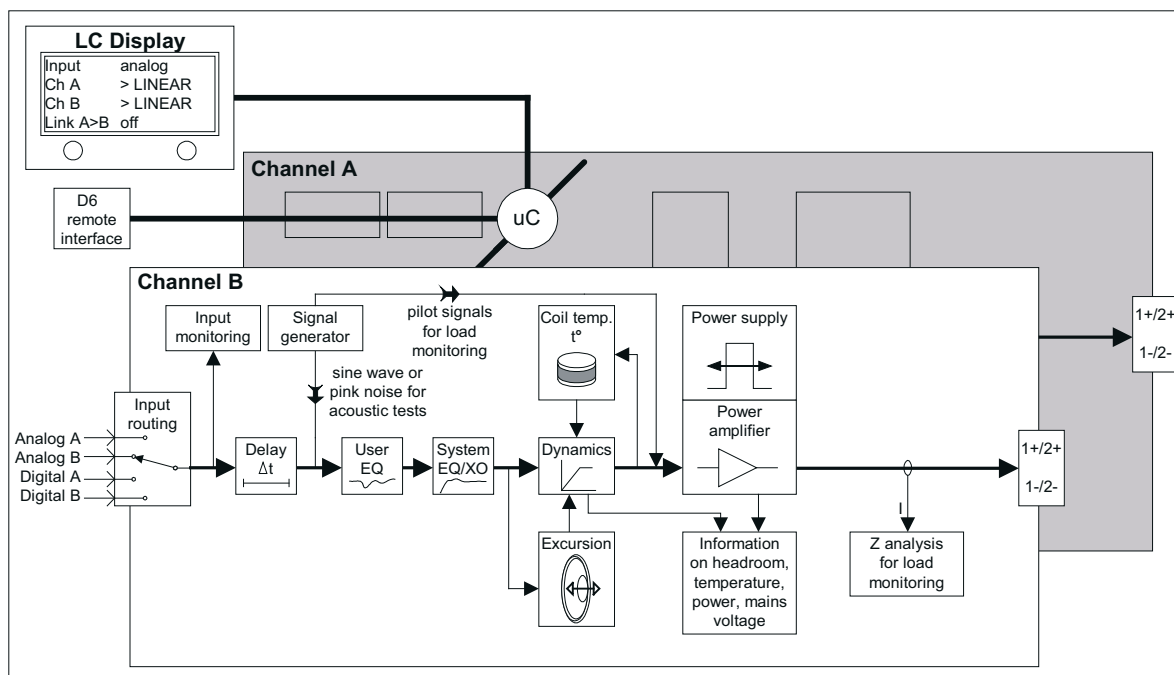 LC Display
Input analog
Ch A > LINEAR
Ch B > LINEAR
Link A>B off
Channel A
D6
remote
interface
uC
Channel B
Input
monitoring
Signal
generator
pilot signals
for load
monitoring
Coil temp.
t°
Power supply
1+/2+
1-/2-
sine wave or
pink noise for
acoustic tests
Input
routing
Analog A
Analog B
Digital A
Digital B
Delay
Δt
User
EQ
System
EQ/XO
Dynamics
Power
amplifier
1+/2+
1-/2-
I
Excursion
Information
on headroom,
temperature,
power, mains
voltage
Z analysis
for load
monitoring